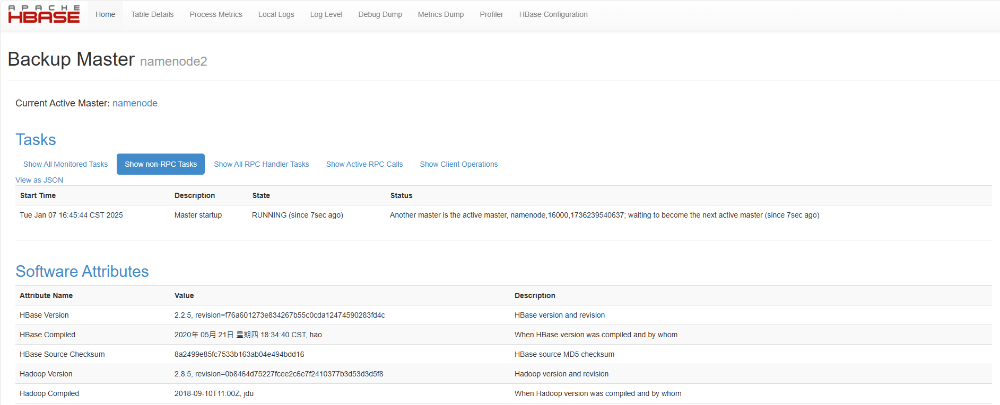 APACHE
HBASE
Home Table Details Process Metrics Local Logs Log Level Debug Dump Metrics Dump Profiler HBase Configuration
Backup Master namenode2
Current Active Master: namenode
Tasks
Show All Monitored Tasks Show non-RPC Tasks Show All RPC Handler Tasks Show Active RPC Calls Show Client Operations
View as JSON
Start Time Description State Status
Tue Jan 07 16:45:44 CST 2025 Master startup RUNNING (since 7sec ago) Another master is the active master, namenode,16000,1736239540637; waiting to become the next active master (since 7sec ago)
Software Attributes
Attribute Name Value Description
HBase Version 2.2.5, revision=f76a601273e834267b55c0cda12474590283fd4c HBase version and revision
HBase Compiled 2020年 05月 21日 星期四 18:34:40 CST, hao When HBase version was compiled and by whom
HBase Source Checksum 8a2499e85fc7533b163ab04e494bdd16 HBase source MD5 checksum
Hadoop Version 2.8.5, revision=0b8464d75227fcee2c6e7f2410377b3d53d3d5f8 Hadoop version and revision
Hadoop Compiled 2018-09-10T11:00Z, jdu When Hadoop version was compiled and by whom